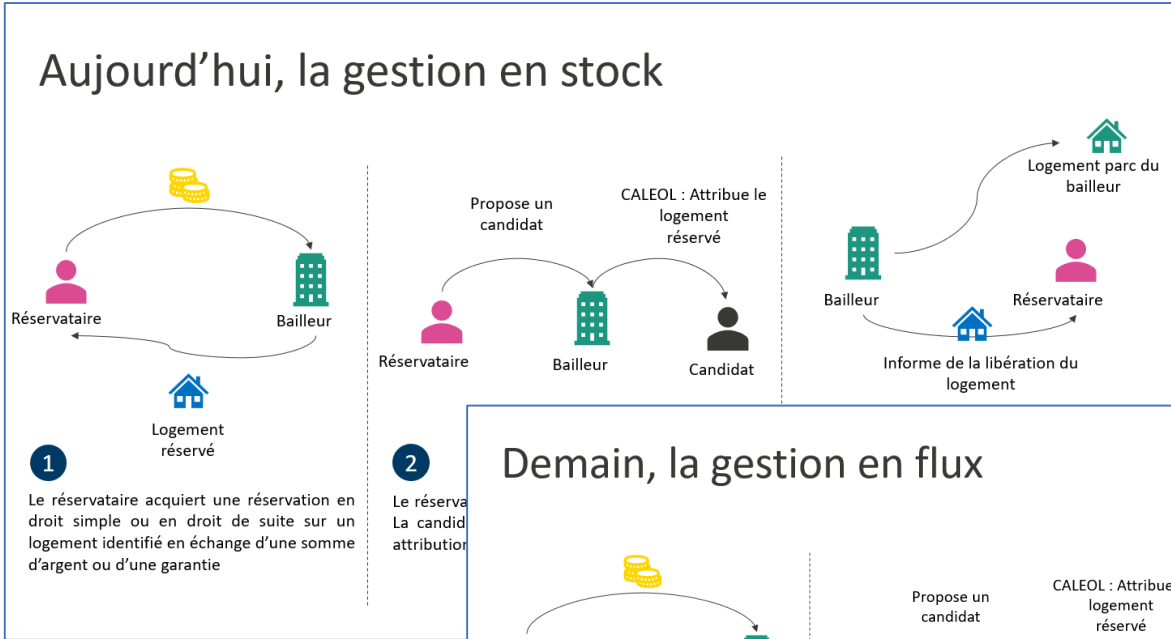 Aujourd’hui, la gestion en stock
Réservataire
Bailleur
Logement
réservé
1
Le réservataire acquiert une réservation en
droit simple ou en droit de suite sur un
logement identifié en échange d’une somme
d’argent ou d’une garantie
Propose un
candidat
CALEOL : Attribue le
logement
réservé
Réservataire
Bailleur
Candidat
2
Le
La
Logement parc du
bailleur
Bailleur
Réservataire
Informe de la libération du
logement
Demain, la gestion en flux
Propose un
candidat
CALEOL : Attribue
logement
réservé